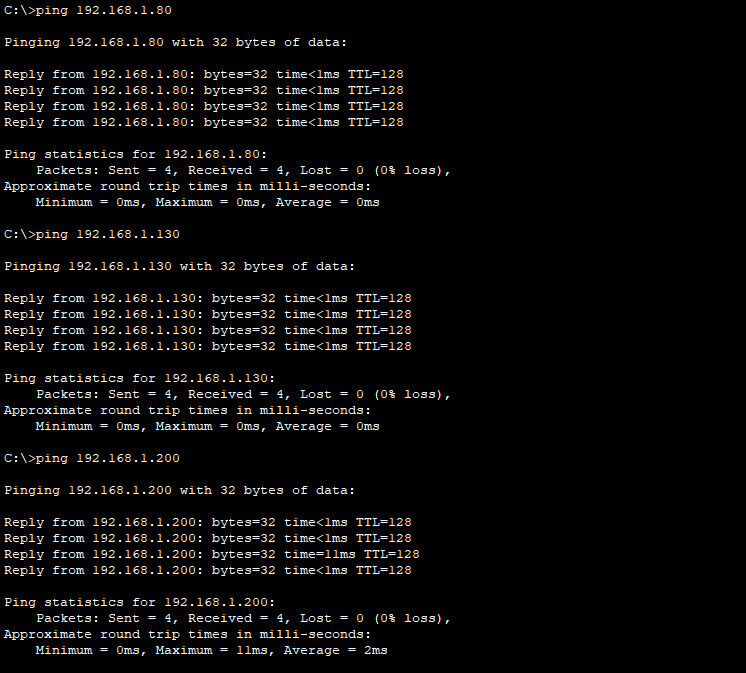 C:\>ping 192.168.1.80
Pinging 192.168.1.80 with 32 bytes of data:
Reply from 192.168.1.80: bytes=32 time<1ms TTL=128
Reply from 192.168.1.80: bytes=32 time<1ms TTL=128
Reply from 192.168.1.80: bytes=32 time<1ms TTL=128
Reply from 192.168.1.80: bytes=32 time<1ms TTL=128
Ping statistics for 192.168.1.80:
    Packets: Sent = 4, Received = 4, Lost = 0 (0% loss),
Approximate round trip times in milli-seconds:
    Minimum = 0ms, Maximum = 0ms, Average = 0ms
C:\>ping 192.168.1.130
Pinging 192.168.1.130 with 32 bytes of data:
Reply from 192.168.1.130: bytes=32 time<1ms TTL=128
Reply from 192.168.1.130: bytes=32 time<1ms TTL=128
Reply from 192.168.1.130: bytes=32 time<1ms TTL=128
Reply from 192.168.1.130: bytes=32 time<1ms TTL=128
Ping statistics for 192.168.1.130:
    Packets: Sent = 4, Received = 4, Lost = 0 (0% loss),
Approximate round trip times in milli-seconds:
    Minimum = 0ms, Maximum = 0ms, Average = 0ms
C:\>ping 192.168.1.200
Pinging 192.168.1.200 with 32 bytes of data:
Reply from 192.168.1.200: bytes=32 time<1ms TTL=128
Reply from 192.168.1.200: bytes=32 time<1ms TTL=128
Reply from 192.168.1.200: bytes=32 time=11ms TTL=128
Reply from 192.168.1.200: bytes=32 time<1ms TTL=128
Ping statistics for 192.168.1.200:
    Packets: Sent = 4, Received = 4, Lost = 0 (0% loss),
Approximate round trip times in milli-seconds:
    Minimum = 0ms, Maximum = 11ms, Average = 2ms